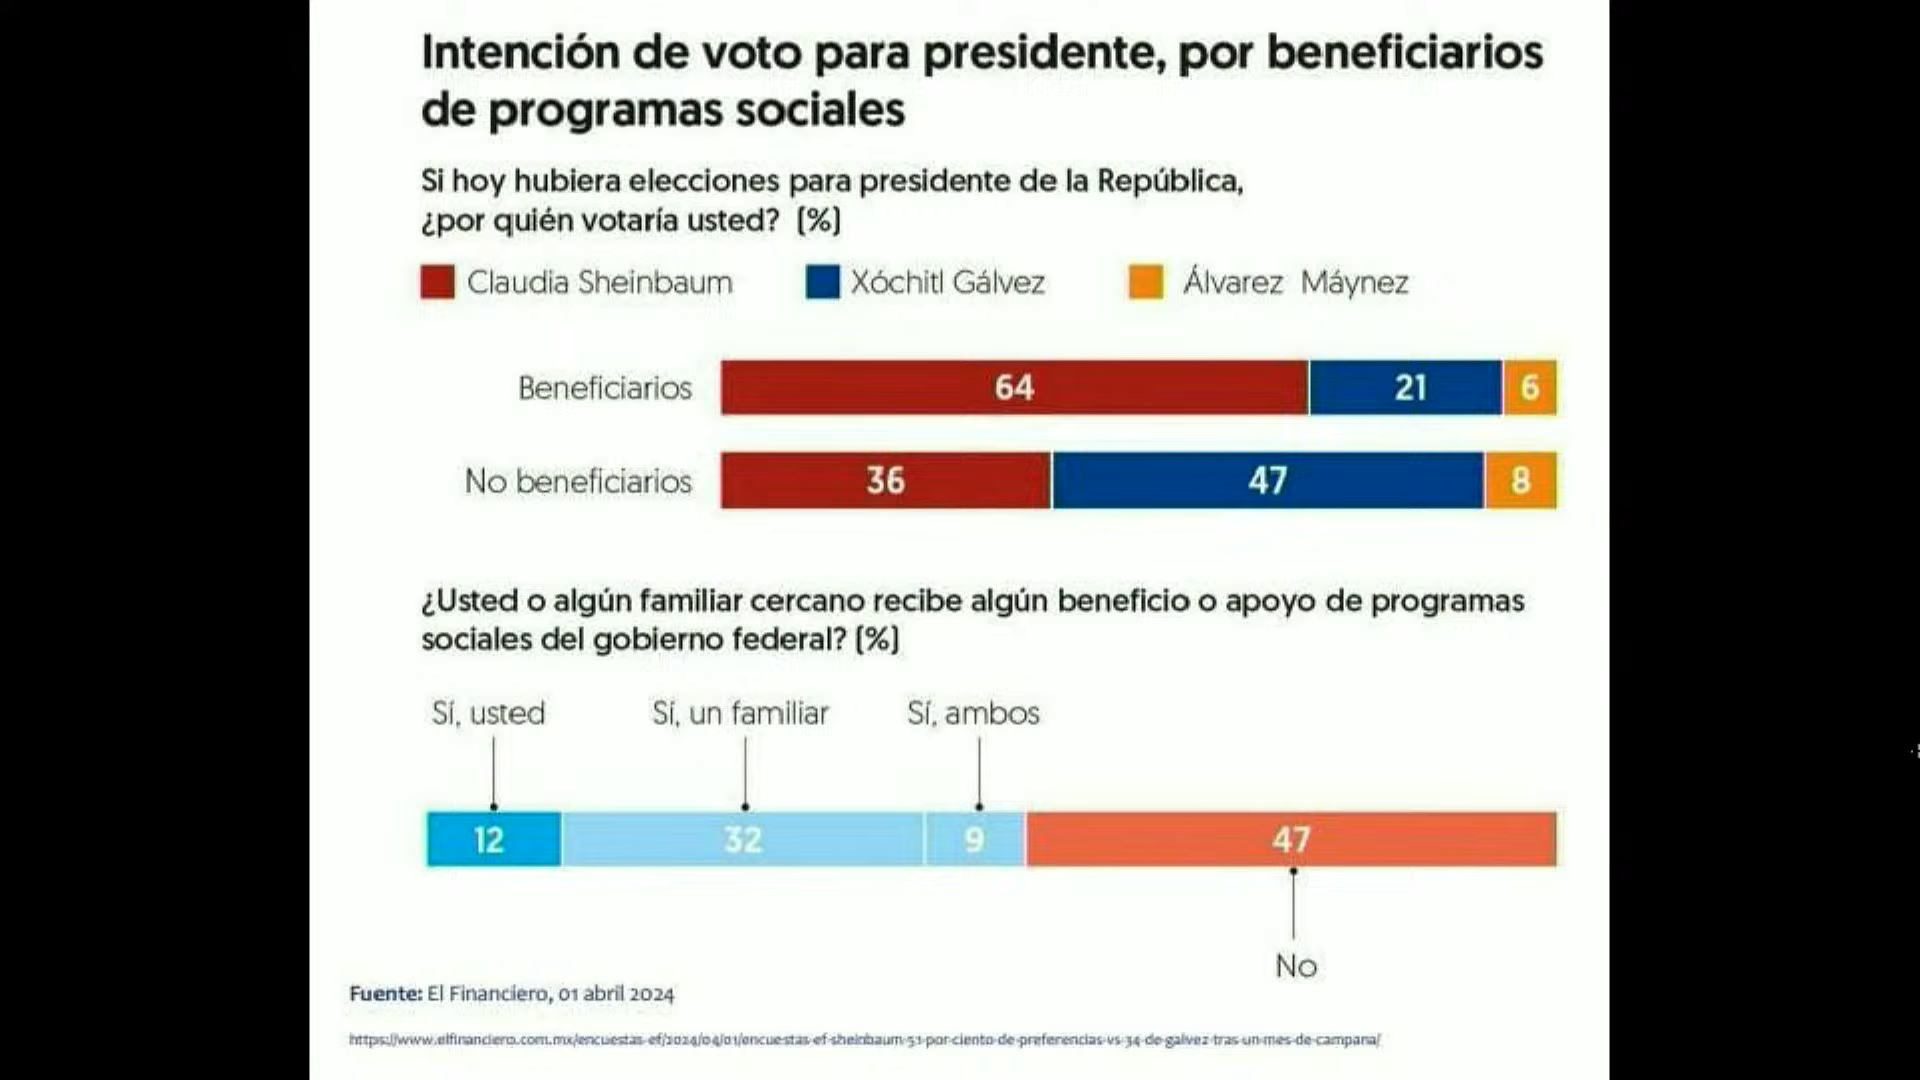 Intención de voto para presidente, por beneficiarios
de programas sociales
Si hoy hubiera elecciones para presidente de la República,
¿por quién votaría usted? (%)
Claudia Sheinbaum Xóchitl Gálvez Álvarez Máynez
Beneficiarios 64 21 6
No beneficiarios 36 47 8
¿Usted o algún familiar cercano recibe algún beneficio o apoyo de programas
sociales del gobierno federal? (%)
Sí, usted Sí, un familiar Sí, ambos
12 32 9 47
No
Fuente: El Financiero, 01 abril 2024
https://www.elfinanciero.com.mx/encuestas-ef/2024/04/01/encuestas-ef-sheinbaum-51-por-ciento-de-preferencias-vs-34-de-galvez-tras-un-mes-de-campana/